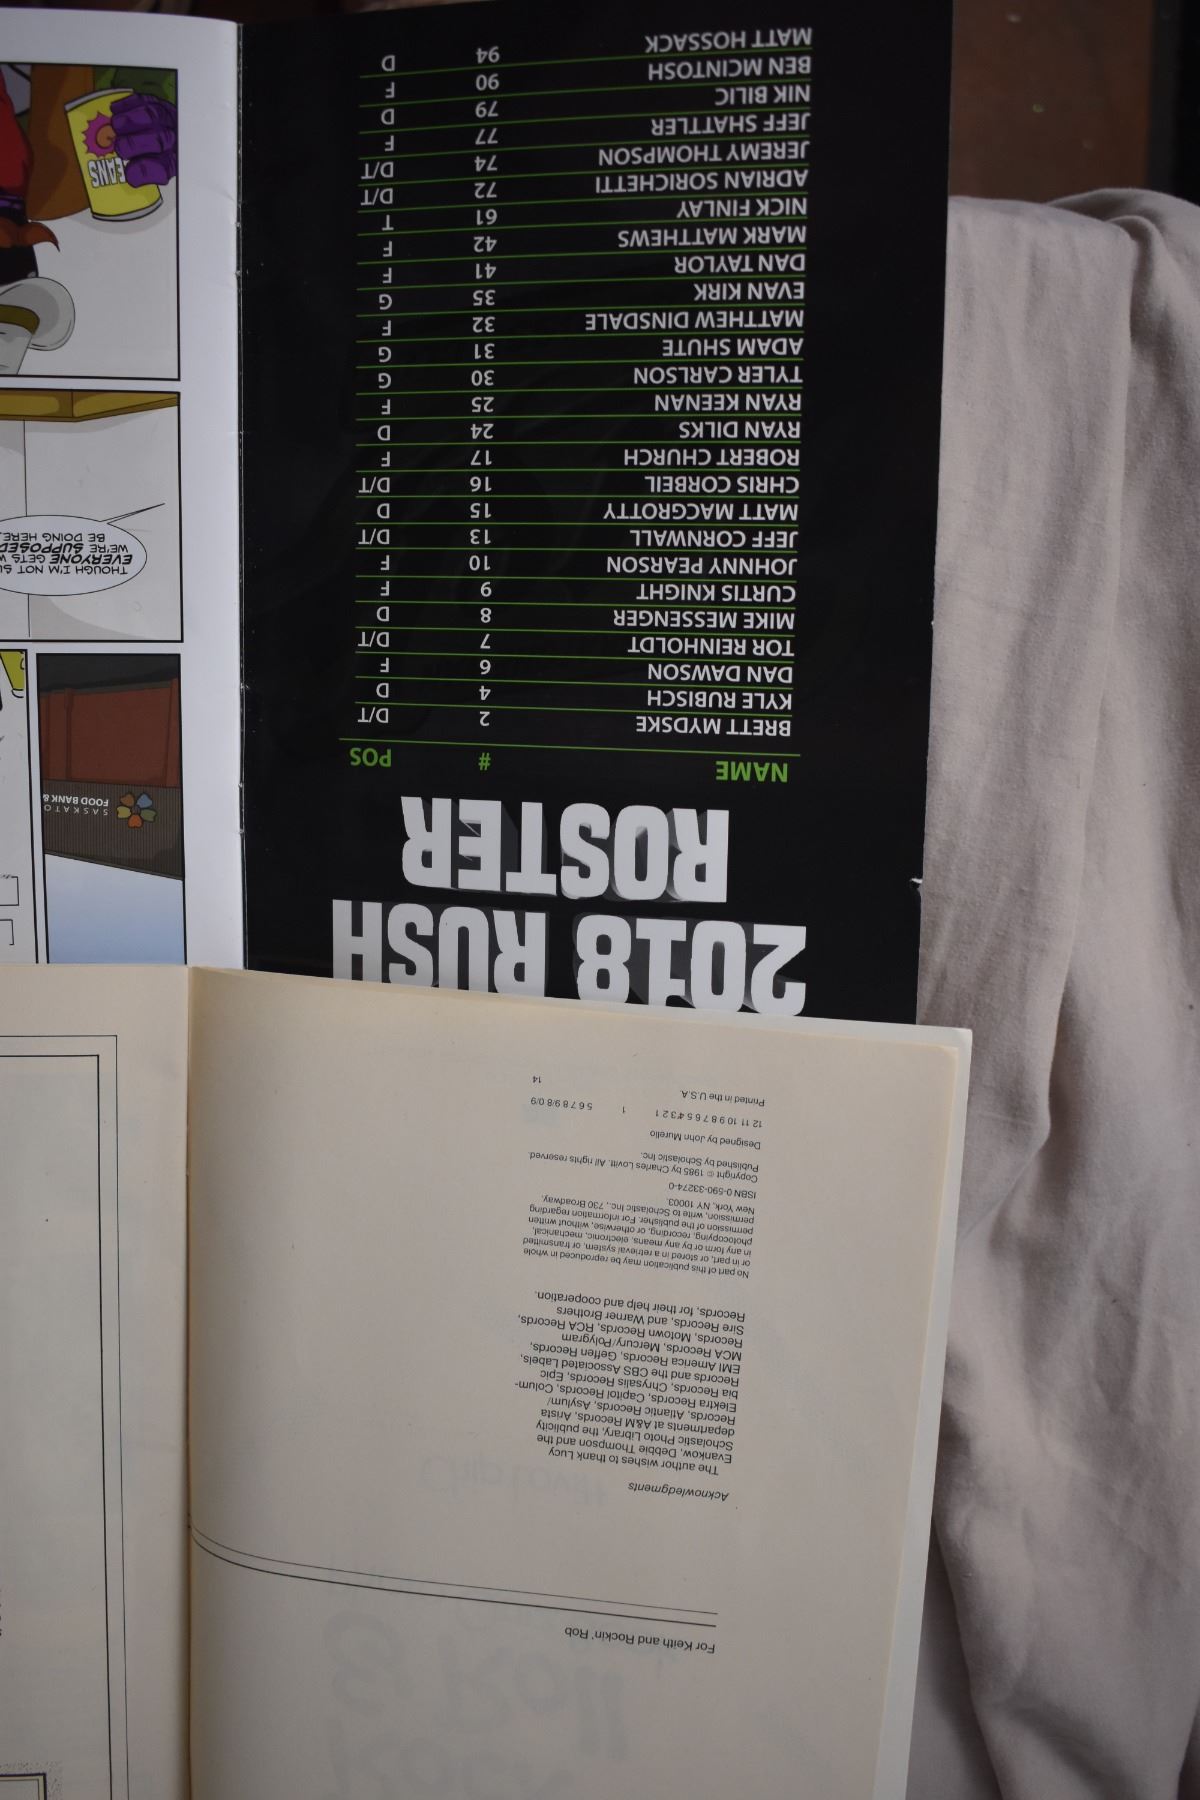 2018 RUSH
ROSTER
NAME # POS
BRETT MYDSKE 2 D/T
KYLE RUBISCH 4 D
DAN DAWSON 6 F
TOR REINHOLDT 7 D/T
MIKE MESSENGER 8 D
CURTIS KNIGHT 9 F
JOHNNY PEARSON 10 F
JEFF CORNWALL 13 D/T
MATT MACGROTTY 15 D
CHRIS CORBEIL 16 D/T
ROBERT CHURCH 17 F
RYAN DILKS 24 D
RYAN KEENAN 25 F
TYLER CARLSON 30 G
ADAM SHUTE 31 G
MATTHEW DINSDALE 32 F
EVAN KIRK 35 G
DAN TAYLOR 41 F
MARK MATTHEWS 42 F
NICK FINLAY 61 T
ADRIAN SORICHETTI 72 D/T
JEREMY THOMPSON 74 D/T
JEFF SHATTLER 77 F
NIK BILIC 79 D
BEN MCINTOSH 90 F
MATT HOSSACK 94 D
SASKATO
FOOD BANK &
THOUGH I'M NOT SU
EVERYONE GETS W
WE'RE SUPPOSED
BE DOING HERE.
EANS
For Keith and Rockin' Rob
Acknowledgments
The author wishes to thank Lucy
Evankow, Debbie Thompson and the
Scholastic Photo Library, the publicity
departments at A&M Records, Arista
Records, Atlantic Records, Asylum/
Elektra Records, Capitol Records, Colum-
bia Records, Chrysalis Records, Epic
Records and the CBS Associated Labels,
EMI America Records, Geffen Records,
MCA Records, Mercury/Polygram
Records, Motown Records, RCA Records,
Sire Records, and Warner Brothers
Records, for their help and cooperation.
No part of this publication may be reproduced in whole
or in part, or stored in a retrieval system, or transmitted
in any form or by any means, electronic, mechanical,
photocopying, recording, or otherwise, without written
permission of the publisher. For information regarding
permission, write to Scholastic Inc., 730 Broadway,
New York, NY 10003.
ISBN 0-590-33274-0
Copyright © 1985 by Charles Lovitt. All rights reserved.
Published by Scholastic Inc.
Designed by John Murello
12 11 10 9 8 7 6 5 4 3 2 1 1 5 6 7 8 9/8 0/9
Printed in the U.S.A. 14